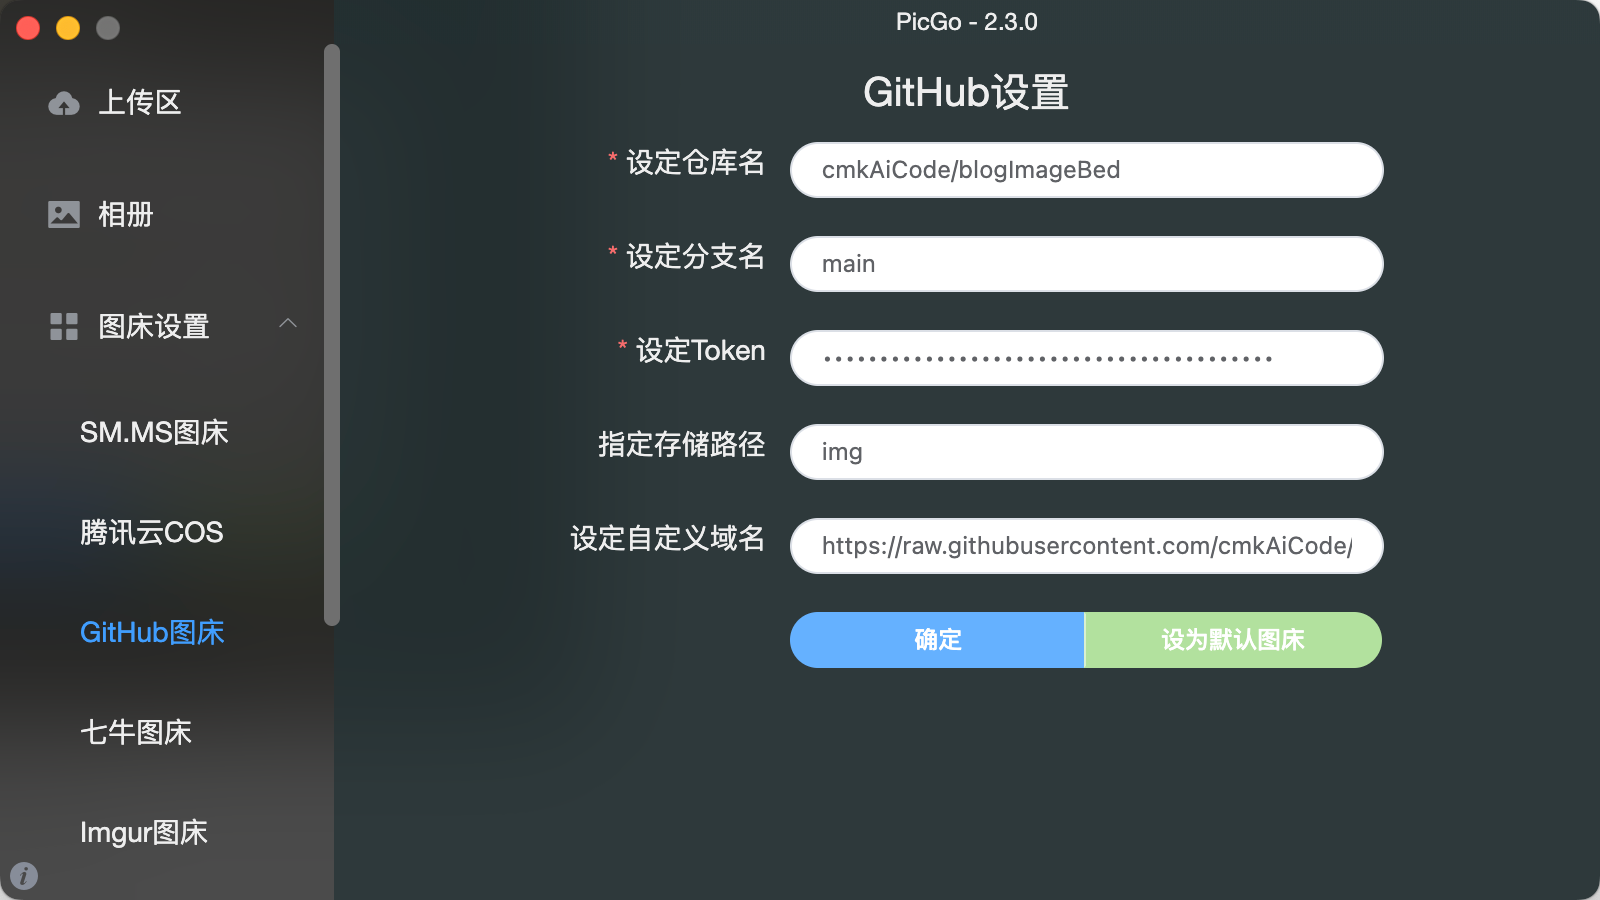 PicGo - 2.3.0
上传区
相册
图床设置
SM.MS图床
腾讯云COS
GitHub图床
七牛图床
Imgur图床
GitHub设置
* 设定仓库名
cmkAiCode/blogImageBed
* 设定分支名
main
* 设定Token
••••••••••••••••••••••••••••••••••••••••
指定存储路径
img
设定自定义域名
https://raw.githubusercontent.com/cmkAiCode/
确定
设为默认图床